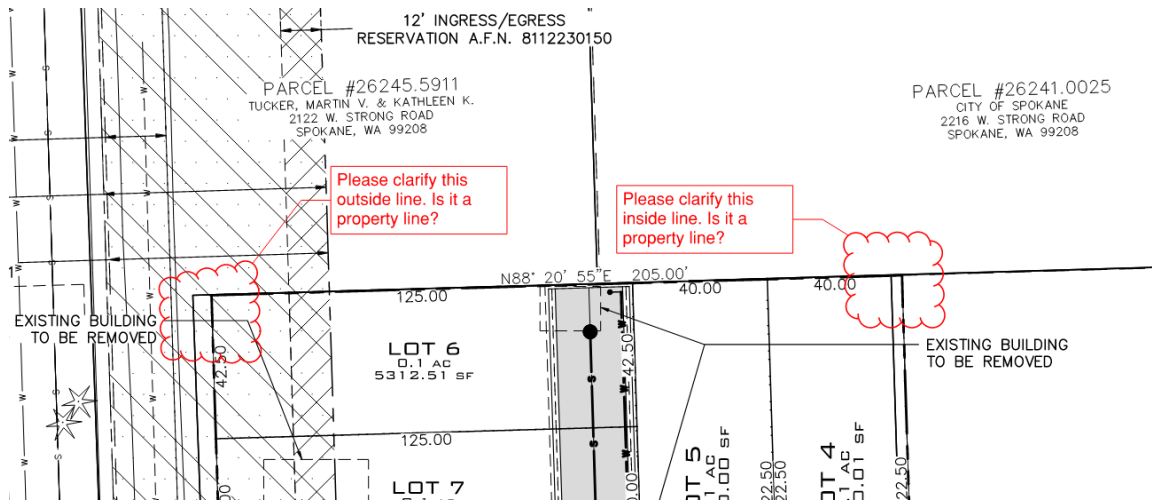 12' INGRESS/EGRESS
RESERVATION A.F.N. 8112230150
PARCEL #26245.5911
TUCKER, MARTIN V. & KATHLEEN K.
2122 W. STRONG ROAD
SPOKANE, WA 99208
PARCEL #26241.0025
CITY OF SPOKANE
2216 W. STRONG ROAD
SPOKANE, WA 99208
Please clarify this
outside line. Is it a
property line?
Please clarify this
inside line. Is it a
property line?
N88° 20' 55"E 205.00'
125.00
40.00
40.00
EXISTING BUILDING
TO BE REMOVED
EXISTING BUILDING
TO BE REMOVED
LOT 6
0.1 AC
5312.51 SF
42.50
42.50
125.00
LOT 7
LOT 5
LOT 4
22.50
22.50
22.50
W
S